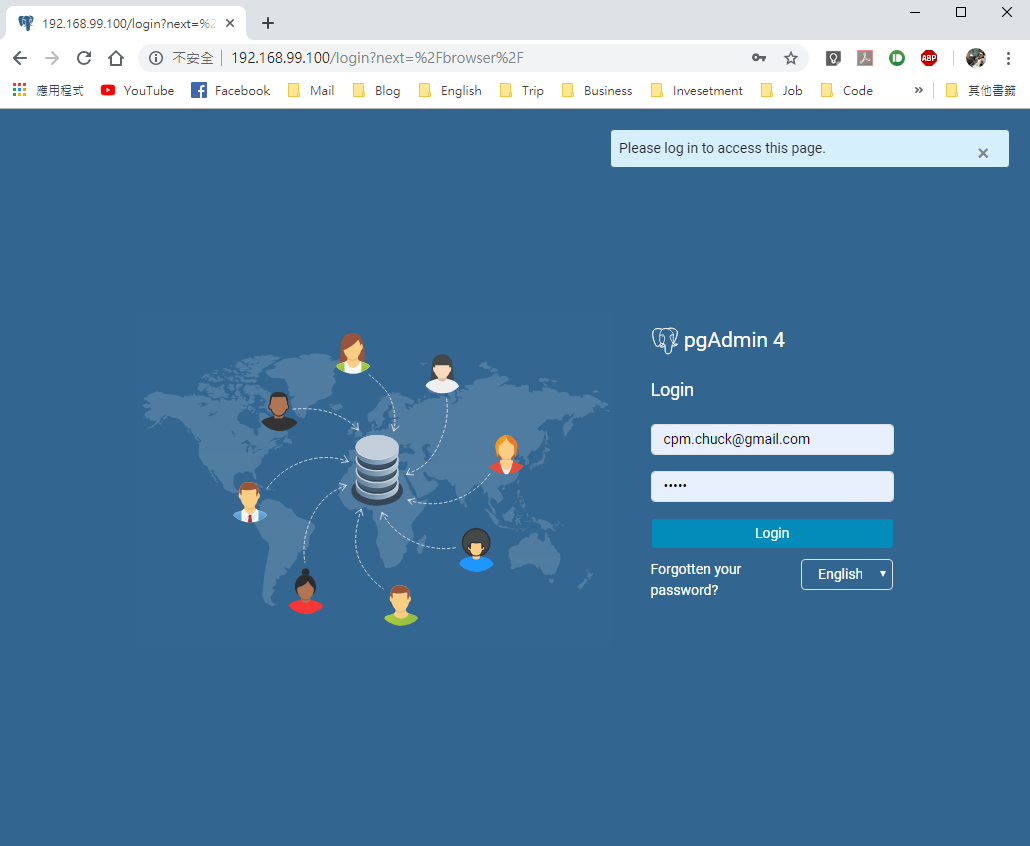 192.168.99.100/login?next=%2
不安全 192.168.99.100/login?next=%2Fbrowser%2F
ABP
應用程式 YouTube Facebook Mail Blog English Trip Business Invesetment Job Code » 其他書籤
Please log in to access this page. ×
pgAdmin 4
Login
cpm.chuck@gmail.com
•••••
Login
Forgotten your password?
English